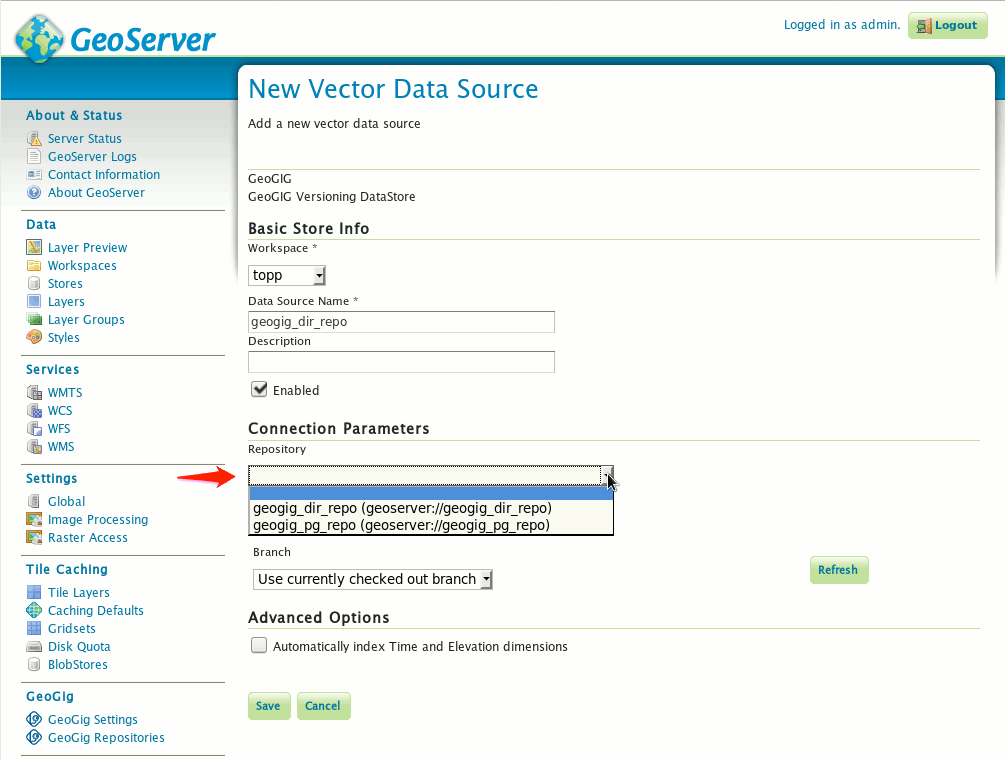 GeoServer
Logged in as admin.
Logout
About & Status
Server Status
GeoServer Logs
Contact Information
About GeoServer
Data
Layer Preview
Workspaces
Stores
Layers
Layer Groups
Styles
Services
WMTS
WCS
WFS
WMS
Settings
Global
Image Processing
Raster Access
Tile Caching
Tile Layers
Caching Defaults
Gridsets
Disk Quota
BlobStores
GeoGig
GeoGig Settings
GeoGig Repositories
New Vector Data Source
Add a new vector data source
GeoGIG
GeoGIG Versioning DataStore
Basic Store Info
Workspace *
topp
Data Source Name *
geogig_dir_repo
Description
Enabled
Connection Parameters
Repository
geogig_dir_repo (geoserver://geogig_dir_repo)
geogig_pg_repo (geoserver://geogig_pg_repo)
Branch
Use currently checked out branch
Refresh
Advanced Options
Automatically index Time and Elevation dimensions
Save Cancel